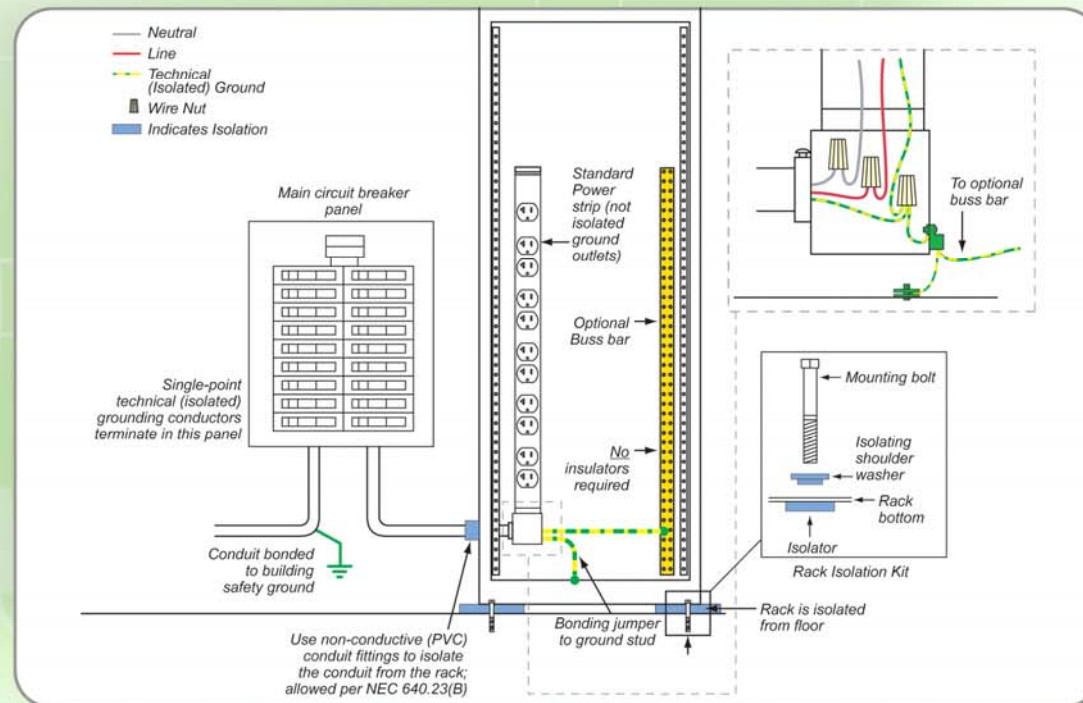 Neutral
Line
Technical
(Isolated) Ground
Wire Nut
Indicates Isolation
Main circuit breaker
panel
Single-point
technical (isolated)
grounding conductors
terminate in this panel
Conduit bonded
to building
safety ground
Use non-conductive (PVC)
conduit fittings to isolate
the conduit from the rack;
allowed per NEC 640.23(B)
Standard
Power
strip (not
isolated
ground
outlets)
Optional
Buss bar
No
insulators
required
Bonding jumper
to ground stud
To optional
buss bar
Mounting bolt
Isolating
shoulder
washer
Rack
bottom
Isolator
Rack Isolation Kit
Rack is isolated
from floor